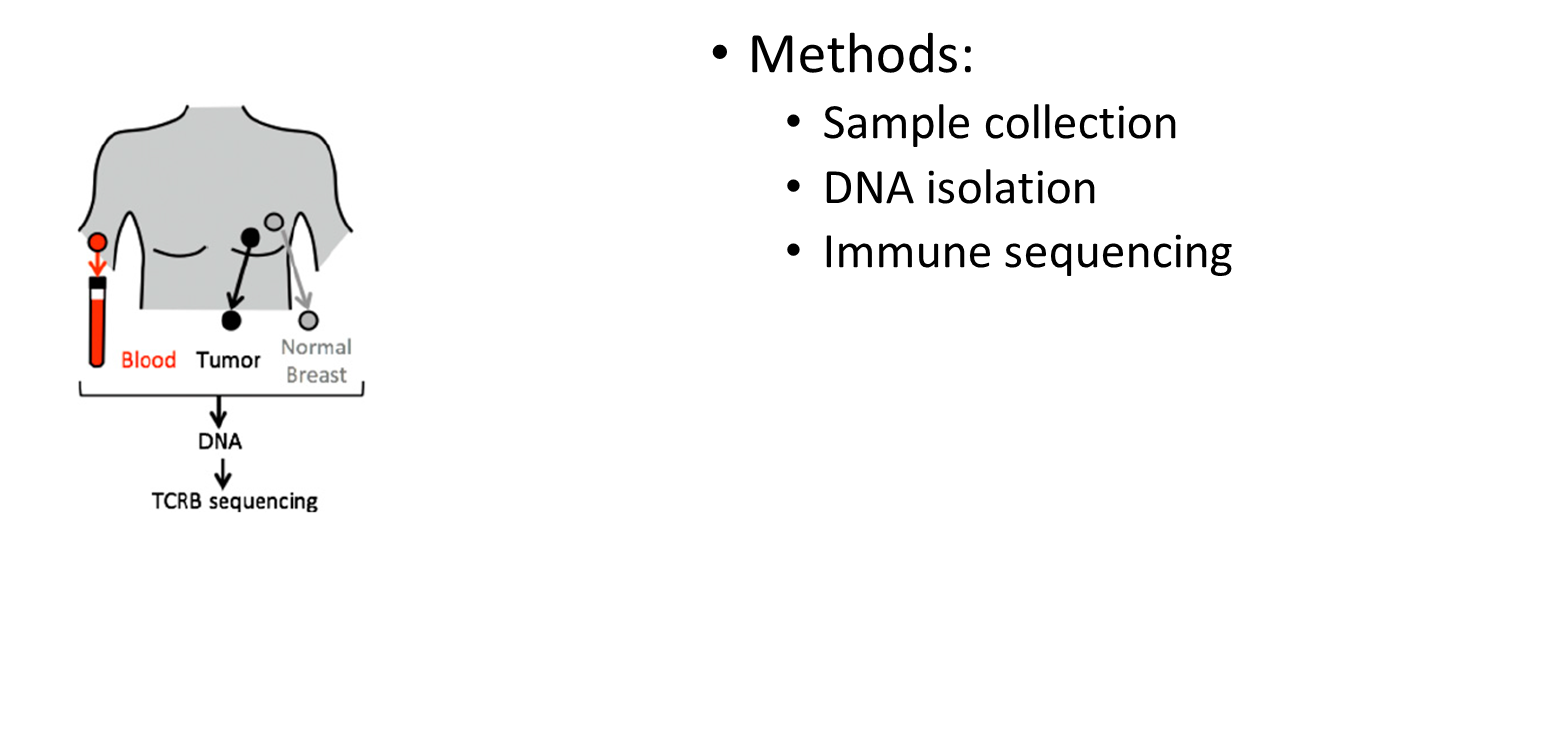 • Methods:
• Sample collection
• DNA isolation
• Immune sequencing
Blood Tumor Normal
Breast
DNA
TCRB sequencing